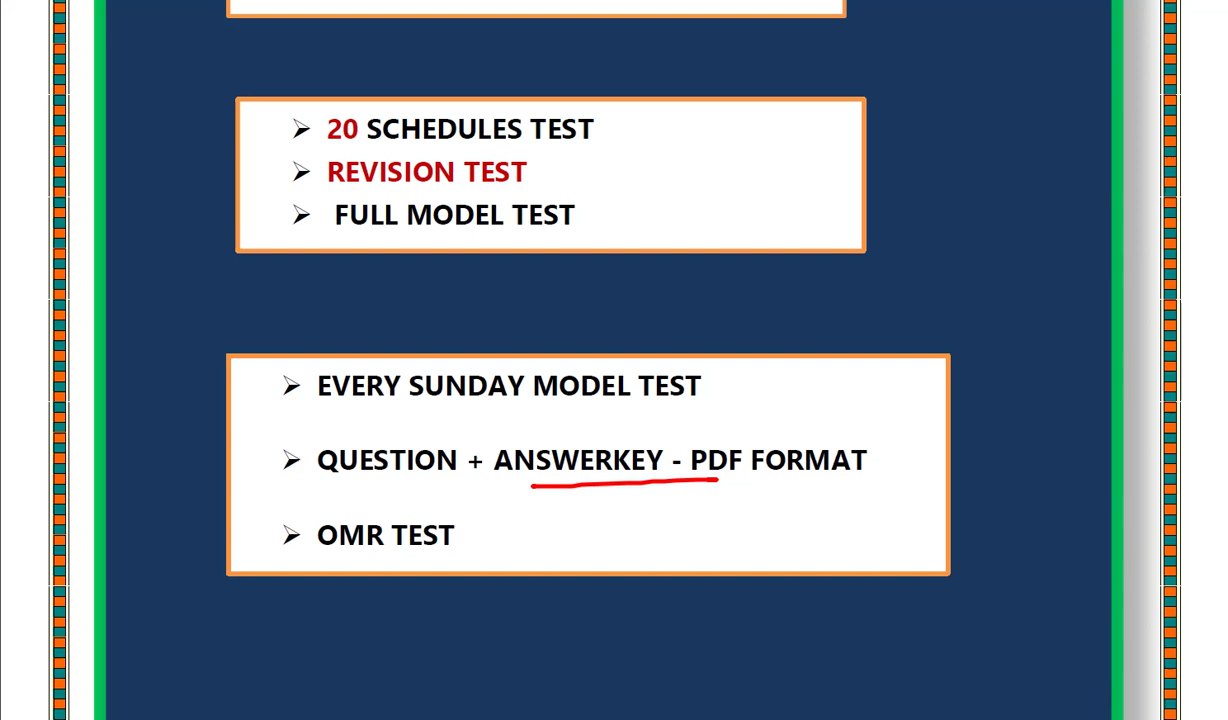 ➢ 20 SCHEDULES TEST
➢ REVISION TEST
➢ FULL MODEL TEST
➢ EVERY SUNDAY MODEL TEST
➢ QUESTION + ANSWERKEY - PDF FORMAT
➢ OMR TEST